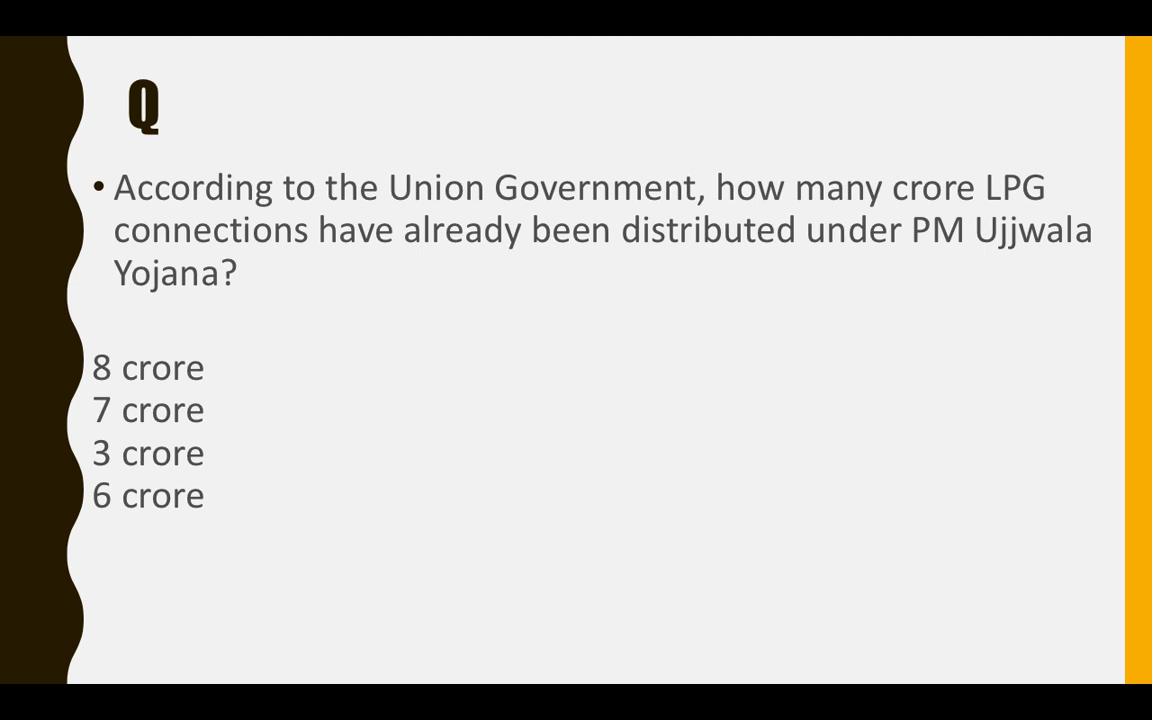 Q
• According to the Union Government, how many crore LPG
connections have already been distributed under PM Ujjwala
Yojana?
8 crore
7 crore
3 crore
6 crore